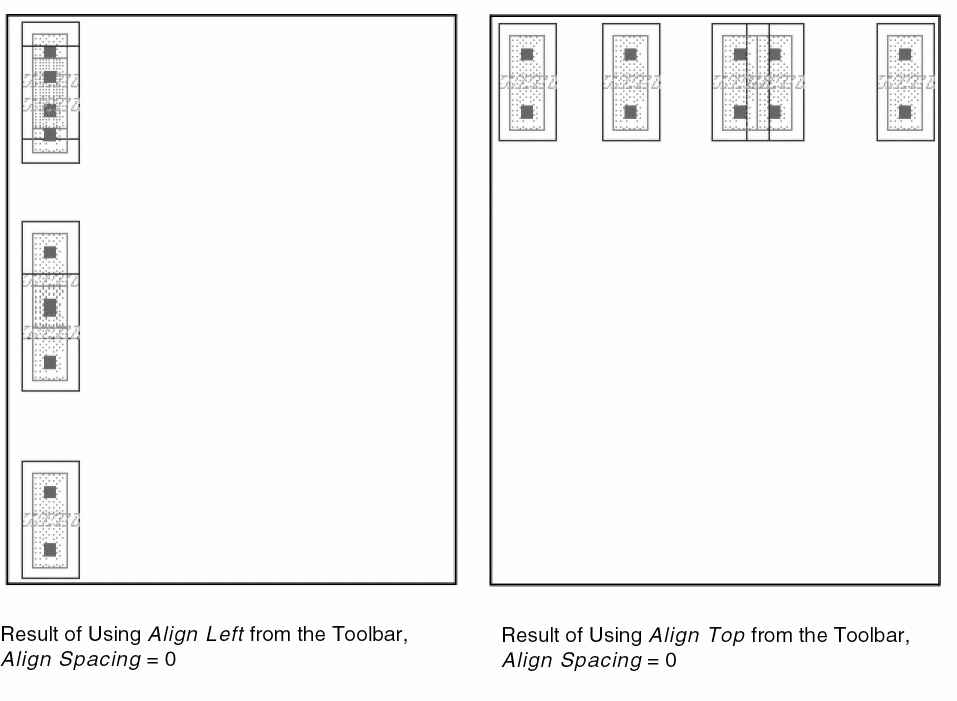 Result of Using Align Left from the Toolbar,
Align Spacing = 0
Result of Using Align Top from the Toolbar,
Align Spacing = 0